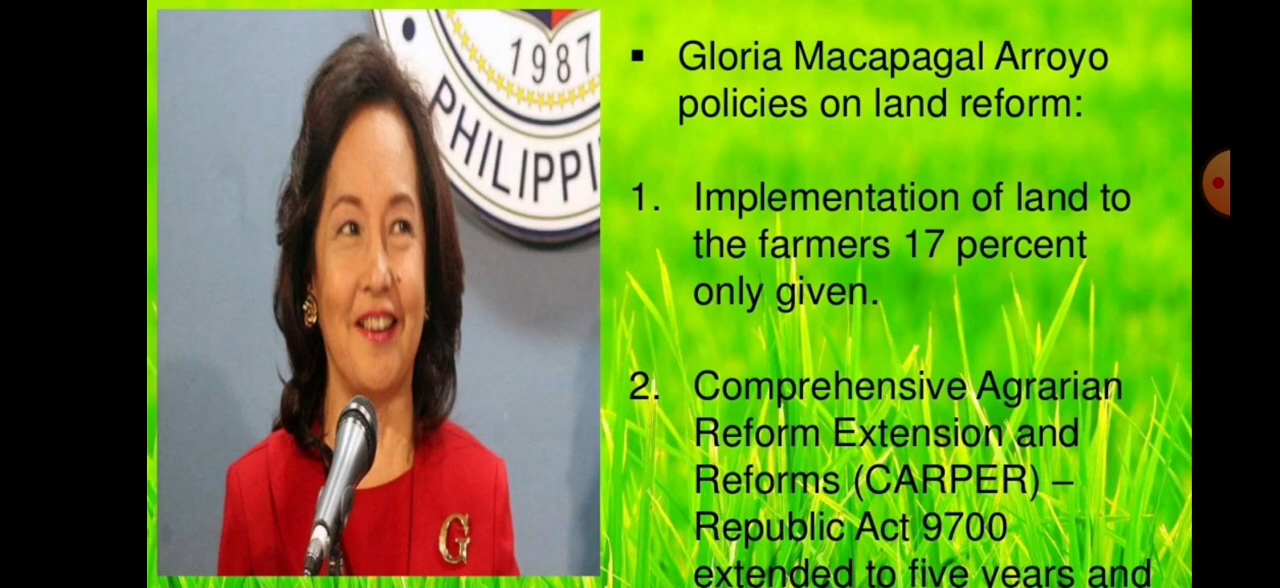 1987
PHILIPPI
G
▪ Gloria Macapagal Arroyo
policies on land reform:
1. Implementation of land to
the farmers 17 percent
only given.
2. Comprehensive Agrarian
Reform Extension and
Reforms (CARPER) –
Republic Act 9700
extended to five years and